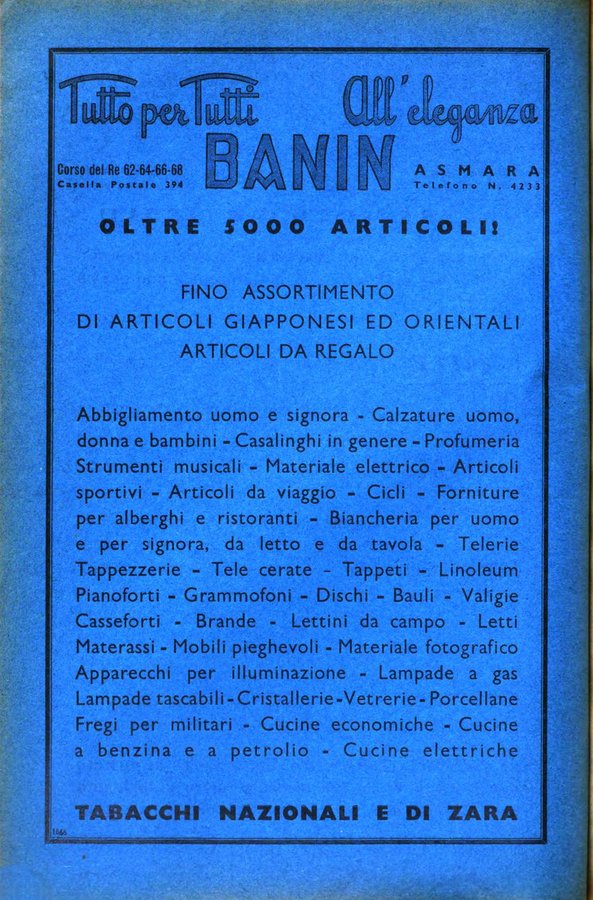 Tutto per Tutti All'eleganza
BANIN
Corso del Re 62-64-66-68
Casella Postale 394
ASMARA
Telefono N. 4233
OLTRE 5000 ARTICOLI!
FINO ASSORTIMENTO
DI ARTICOLI GIAPPONESI ED ORIENTALI
ARTICOLI DA REGALO
Abbigliamento uomo e signora - Calzature uomo,
donna e bambini - Casalinghi in genere - Profumeria
Strumenti musicali - Materiale elettrico - Articoli
sportivi - Articoli da viaggio - Cicli - Forniture
per alberghi e ristoranti - Biancheria per uomo
e per signora, da letto e da tavola - Telerie
Tappezzerie - Tele cerate - Tappeti - Linoleum
Pianoforti - Grammofoni - Dischi - Bauli - Valigie
Casseforti - Brande - Lettini da campo - Letti
Materassi - Mobili pieghevoli - Materiale fotografico
Apparecchi per illuminazione - Lampade a gas
Lampade tascabili - Cristallerie - Vetrerie - Porcellane
Fregi per militari - Cucine economiche - Cucine
a benzina e a petrolio - Cucine elettriche
TABACCHI NAZIONALI E DI ZARA